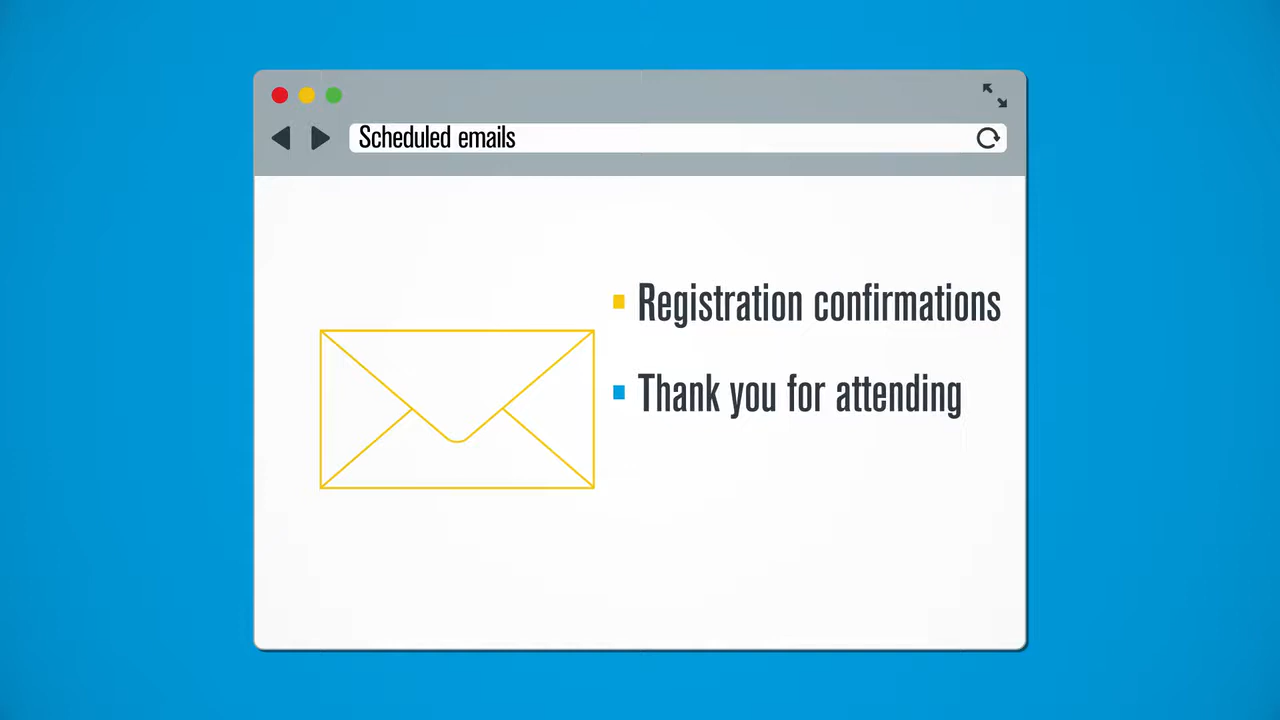 Scheduled emails
Registration confirmations
Thank you for attending